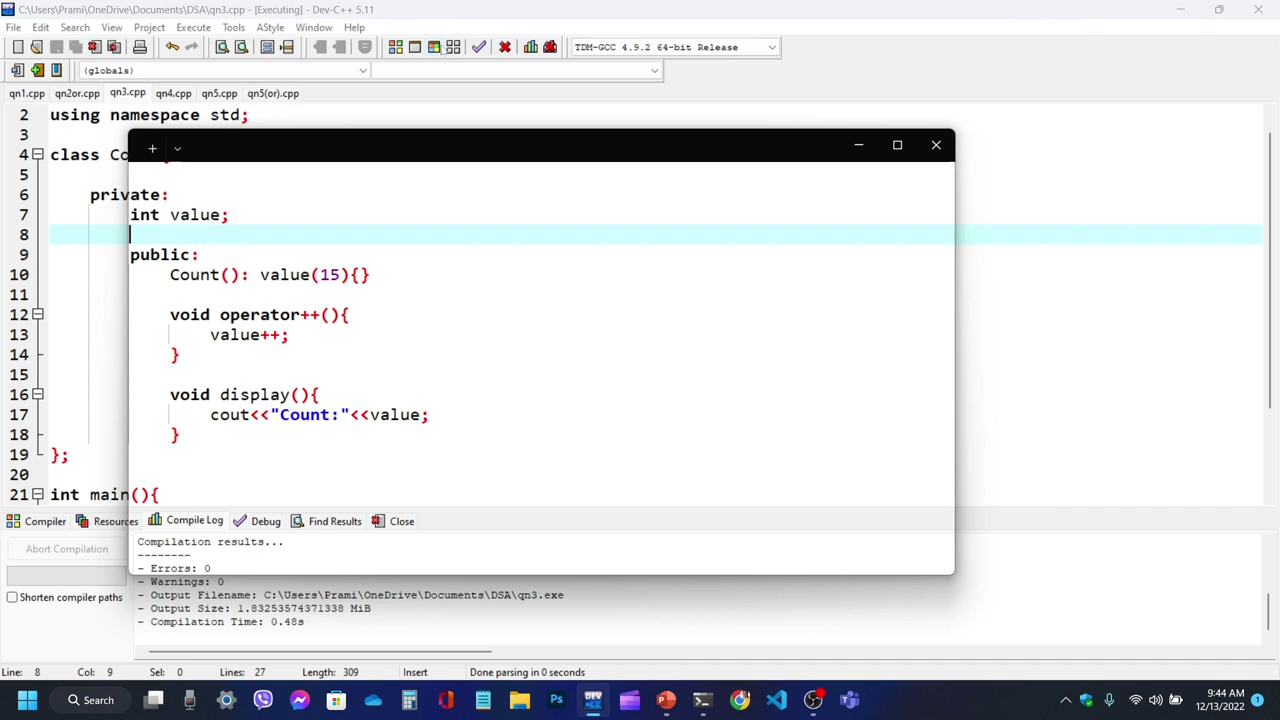 C:\Users\Prami\OneDrive\Documents\DSA\qn3.cpp - [Executing] - Dev-C++ 5.11
File Edit Search View Project Execute Tools AStyle Window Help
TDM-GCC 4.9.2 64-bit Release
(globals)
qn1.cpp qn2or.cpp qn3.cpp qn4.cpp qn5.cpp qn5(or).cpp
2 using namespace std;
3
4 class Co
5
6 private:
7 int value;
8
9 public:
10 Count(): value(15){}
11
12 void operator++(){
13 value++;
14 }
15
16 void display(){
17 cout<<"Count:"<<value;
18 }
19 };
20
21 int main(){
Compiler Resources Compile Log Debug Find Results Close
Abort Compilation
Shorten compiler paths
Compilation results...
--------
- Errors: 0
- Warnings: 0
- Output Filename: C:\Users\Prami\OneDrive\Documents\DSA\qn3.exe
- Output Size: 1.83253574371338 MiB
- Compilation Time: 0.48s
Line: 8 Col: 9 Sel: 0 Lines: 27 Length: 309 Insert Done parsing in 0 seconds
Search
DEV
Ps
9:44 AM
12/13/2022
1